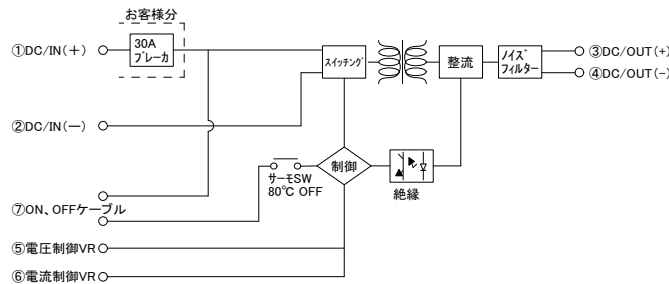 お客様分
①DC/IN(＋)
30A
ブレーカ
スイッチング
整流
ノイズ
フィルター
③DC/OUT(+)
④DC/OUT(−)
②DC/IN(―)
サーモSW
80℃ OFF
制御
絶縁
⑦ON、OFFケーブル
⑤電圧制御VR
⑥電流制御VR